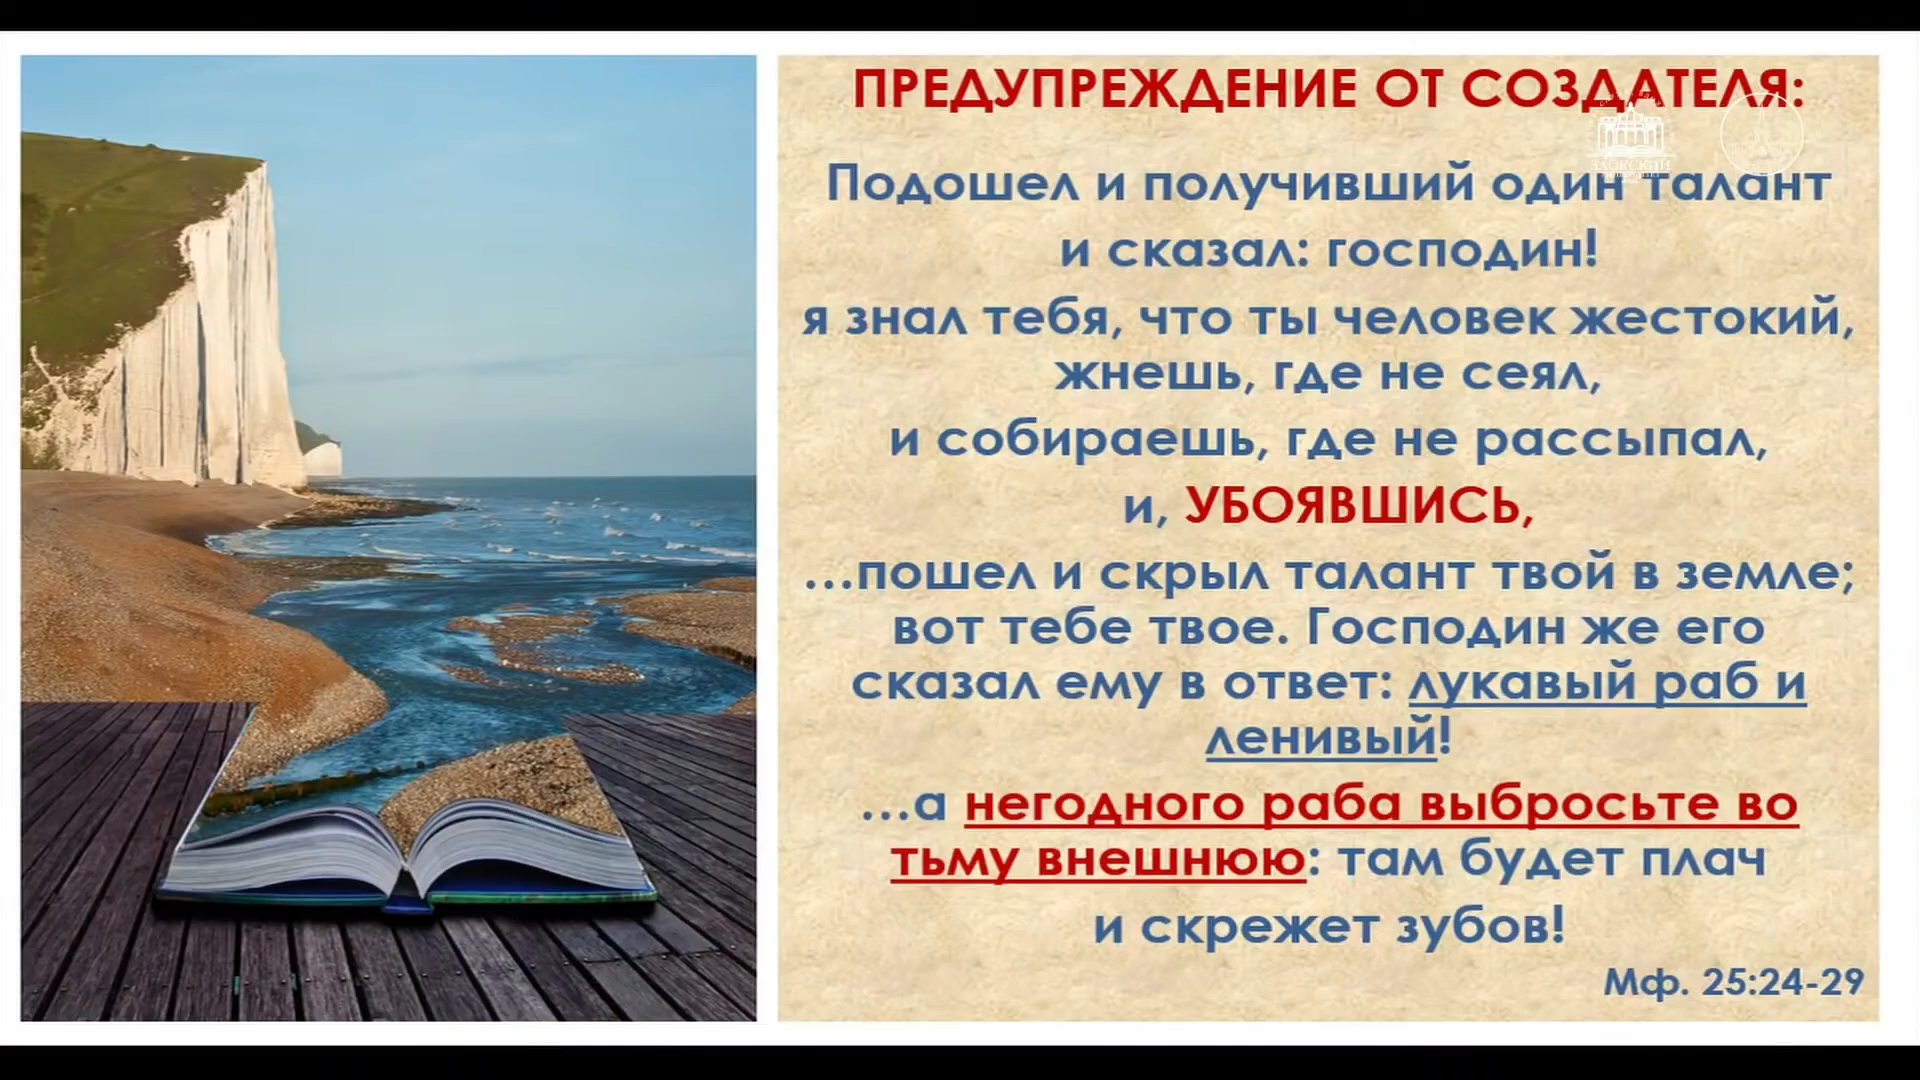 ПРЕДУПРЕЖДЕНИЕ ОТ СОЗДАТЕЛЯ:
ЗАОКСКИЙ
Подошел и получивший один талант
и сказал: господин!
я знал тебя, что ты человек жестокий,
жнешь, где не сеял,
и собираешь, где не рассыпал,
и, УБОЯВШИСЬ,
...пошел и скрыл талант твой в земле;
вот тебе твое. Господин же его
сказал ему в ответ: лукавый раб и
ленивый!
...а негодного раба выбросьте во
тьму внешнюю: там будет плач
и скрежет зубов!
Мф. 25:24-29